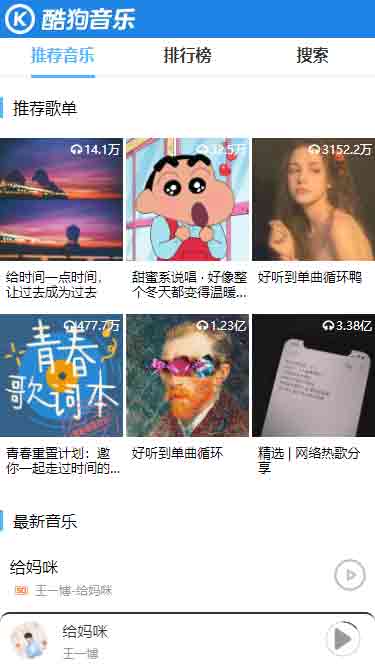 酷狗音乐
推荐音乐 排行榜 搜索
推荐歌单
14.1万 32.5万 3152.2万
给时间一点时间， 甜蜜系说唱 · 好像整 好听到单曲循环鸭
让过去成为过去 个冬天都变得温暖...
477.7万 1.23亿 3.38亿
青春
歌词本
青春重置计划：邀 好听到单曲循环 精选 | 网络热歌分
你一起走过时间的... 享
最新音乐
给妈咪
SQ 王一博-给妈咪
给妈咪
王一博